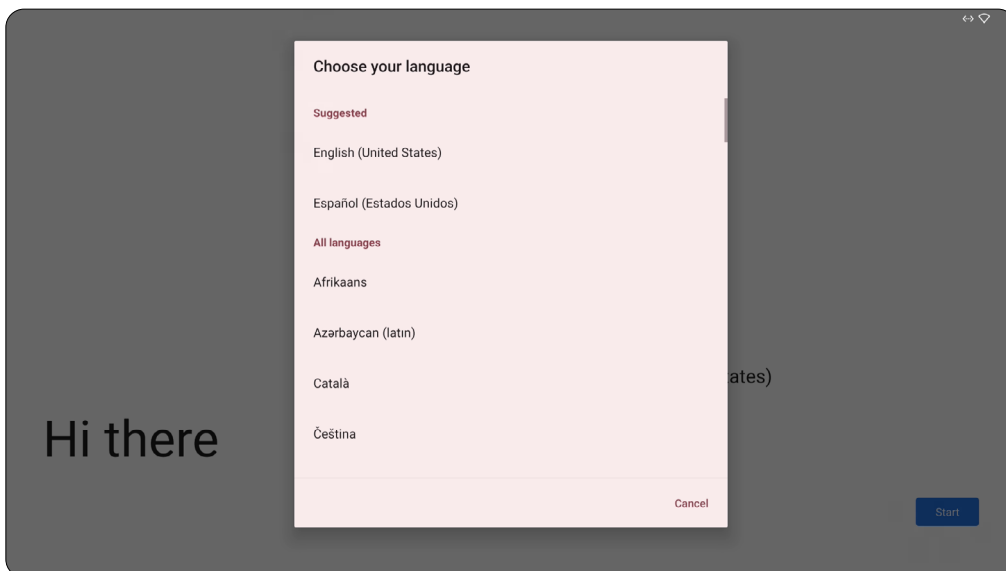 Choose your language
Suggested
English (United States)
Español (Estados Unidos)
All languages
Afrikaans
Azərbaycan (latın)
Català
Čeština
Cancel
ates)
Hi there
Start